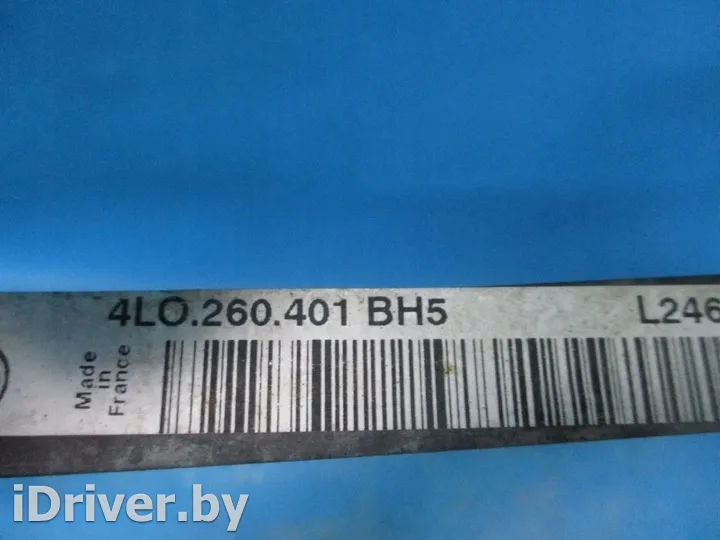 4LO.260.401 BH5 L246
Made
in
France
iDriver.by